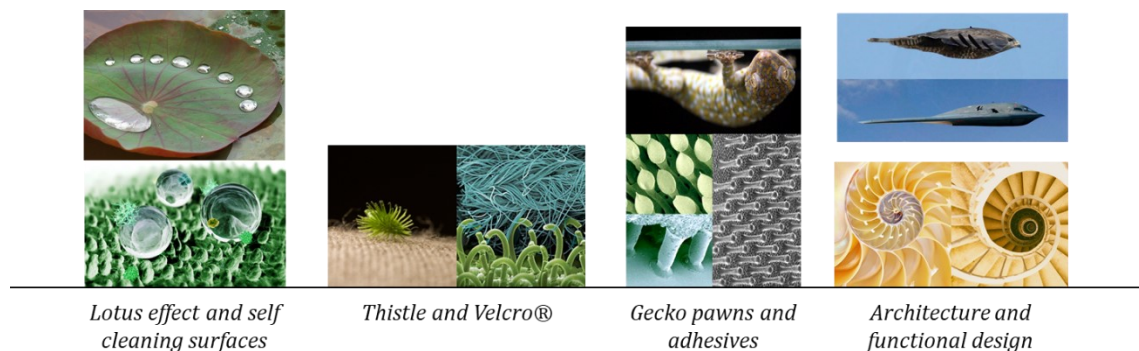 Lotus effect and self
cleaning surfaces
Thistle and Velcro®
Gecko pawns and
adhesives
Architecture and
functional design